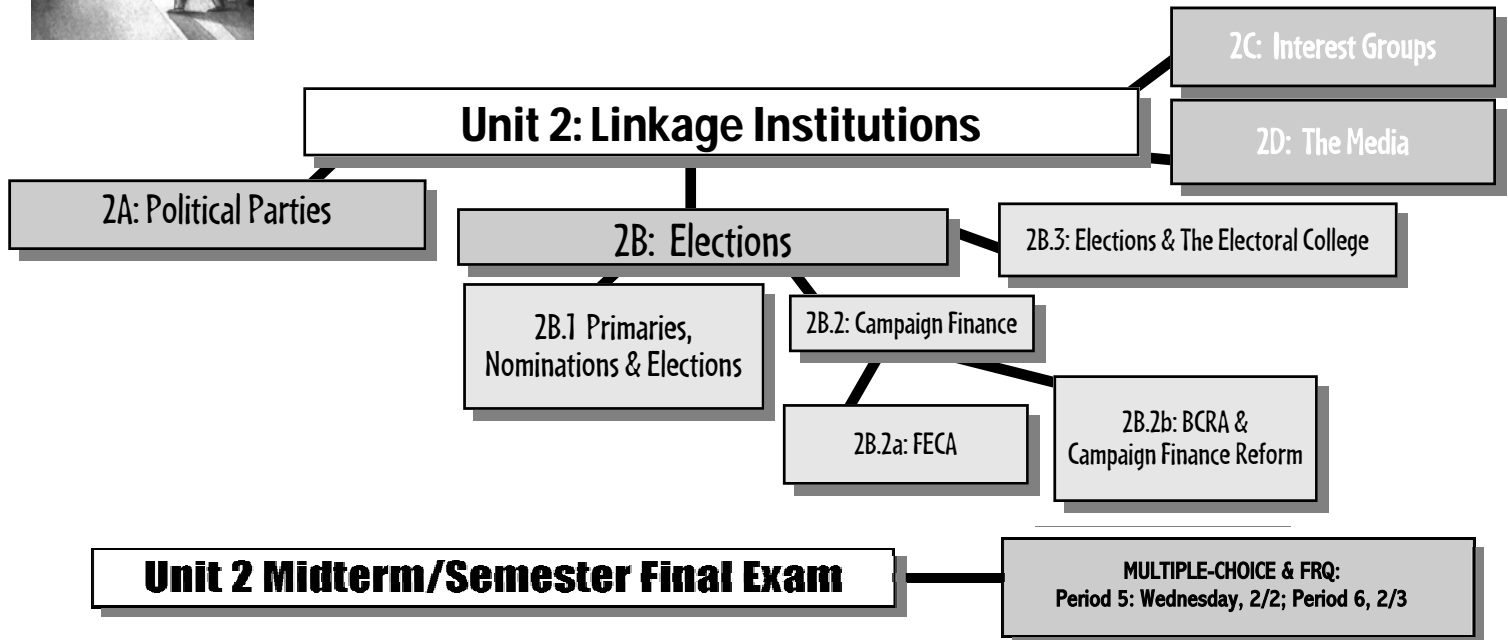 2C: Interest Groups
Unit 2: Linkage Institutions
2D: The Media
2A: Political Parties
2B: Elections
2B.3: Elections & The Electoral College
2B.1 Primaries,
Nominations & Elections
2B.2: Campaign Finance
2B.2a: FECA
2B.2b: BCRA &
Campaign Finance Reform
Unit 2 Midterm/Semester Final Exam
MULTIPLE-CHOICE & FRQ:
Period 5: Wednesday, 2/2; Period 6, 2/3